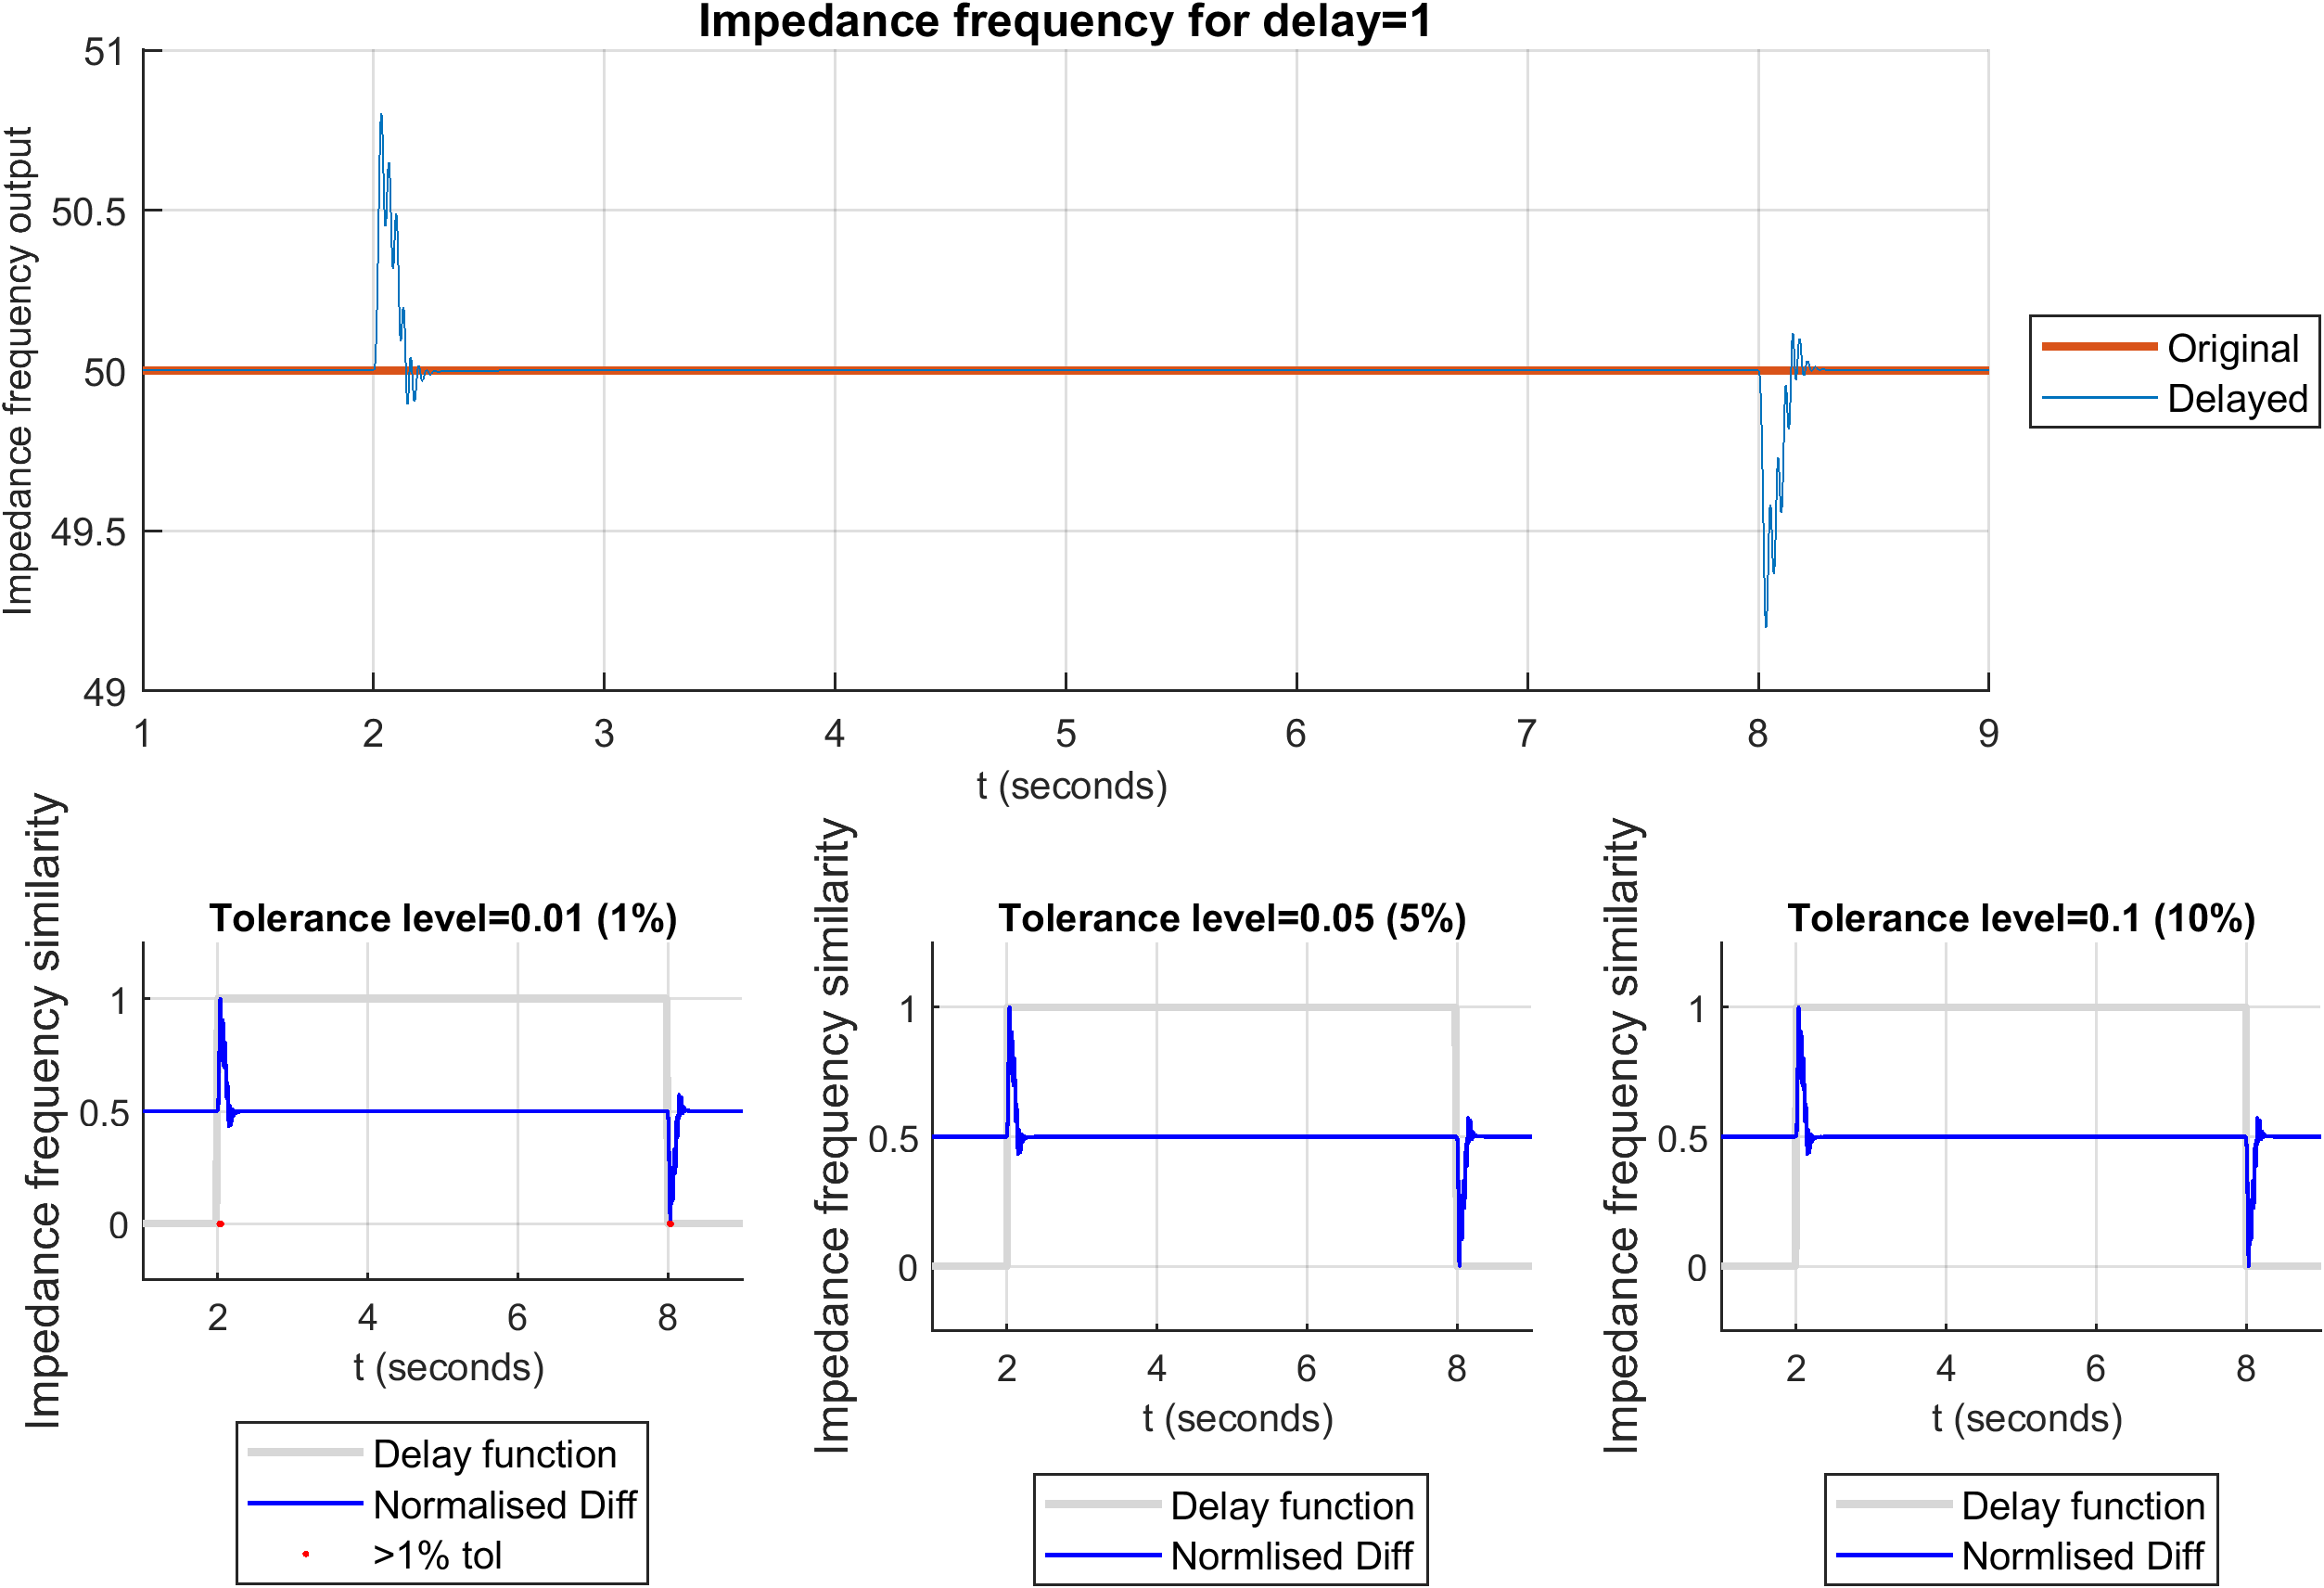 Impedance frequency for delay=1
Impedance frequency output
51
50.5
50
49.5
49
1 2 3 4 5 6 7 8 9
t (seconds)
Original
Delayed
Tolerance level=0.01 (1%)
Impedance frequency similarity
1
0.5
0
2 4 6 8
t (seconds)
Delay function
Normalised Diff
>1% tol
Tolerance level=0.05 (5%)
Impedance frequency similarity
1
0.5
0
2 4 6 8
t (seconds)
Delay function
Normlised Diff
Tolerance level=0.1 (10%)
Impedance frequency similarity
1
0.5
0
2 4 6 8
t (seconds)
Delay function
Normlised Diff